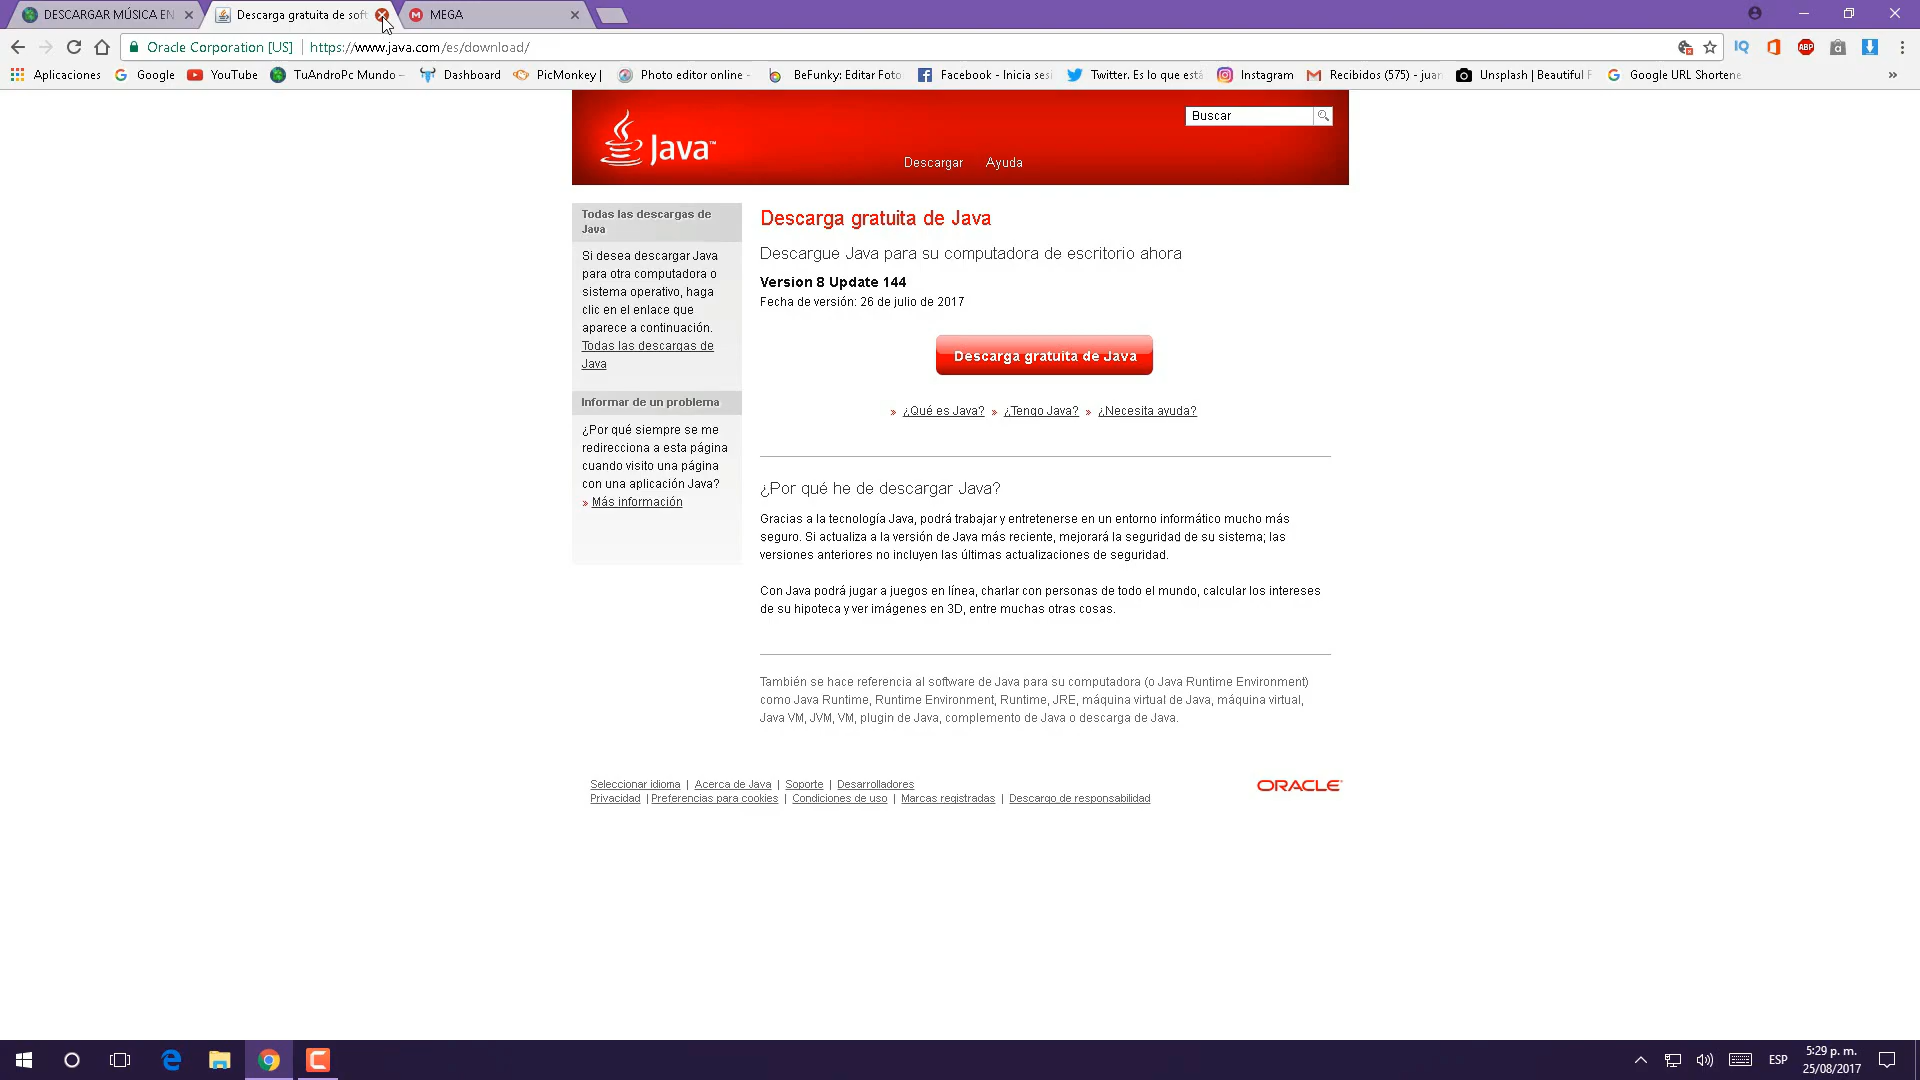 DESCARGAR MÚSICA EN
Descarga gratuita de soft
MEGA
Oracle Corporation [US]
https://www.java.com/es/download/
Aplicaciones
Google
YouTube
TuAndroPc Mundo -
Dashboard
PicMonkey |
Photo editor online -
BeFunky: Editar Foto
Facebook - Inicia sesi
Twitter. Es lo que está
Instagram
Recibidos (575) - juan
Unsplash | Beautiful F
Google URL Shortene
»
IQ
ABP
Java™
Buscar
Descargar
Ayuda
Todas las descargas de
Java
Si desea descargar Java
para otra computadora o
sistema operativo, haga
clic en el enlace que
aparece a continuación.
Todas las descargas de
Java
Informar de un problema
¿Por qué siempre se me
redirecciona a esta página
cuando visito una página
con una aplicación Java?
» Más información
Descarga gratuita de Java
Descargue Java para su computadora de escritorio ahora
Version 8 Update 144
Fecha de versión: 26 de julio de 2017
Descarga gratuita de Java
» ¿Qué es Java? » ¿Tengo Java? » ¿Necesita ayuda?
¿Por qué he de descargar Java?
Gracias a la tecnología Java, podrá trabajar y entretenerse en un entorno informático mucho más
seguro. Si actualiza a la versión de Java más reciente, mejorará la seguridad de su sistema; las
versiones anteriores no incluyen las últimas actualizaciones de seguridad.
Con Java podrá jugar a juegos en línea, charlar con personas de todo el mundo, calcular los intereses
de su hipoteca y ver imágenes en 3D, entre muchas otras cosas.
También se hace referencia al software de Java para su computadora (o Java Runtime Environment)
como Java Runtime, Runtime Environment, Runtime, JRE, máquina virtual de Java, máquina virtual,
Java VM, JVM, VM, plugin de Java, complemento de Java o descarga de Java.
Seleccionar idioma | Acerca de Java | Soporte | Desarrolladores
Privacidad | Preferencias para cookies | Condiciones de uso | Marcas registradas | Descargo de responsabilidad
ORACLE
ESP
5:29 p. m.
25/08/2017